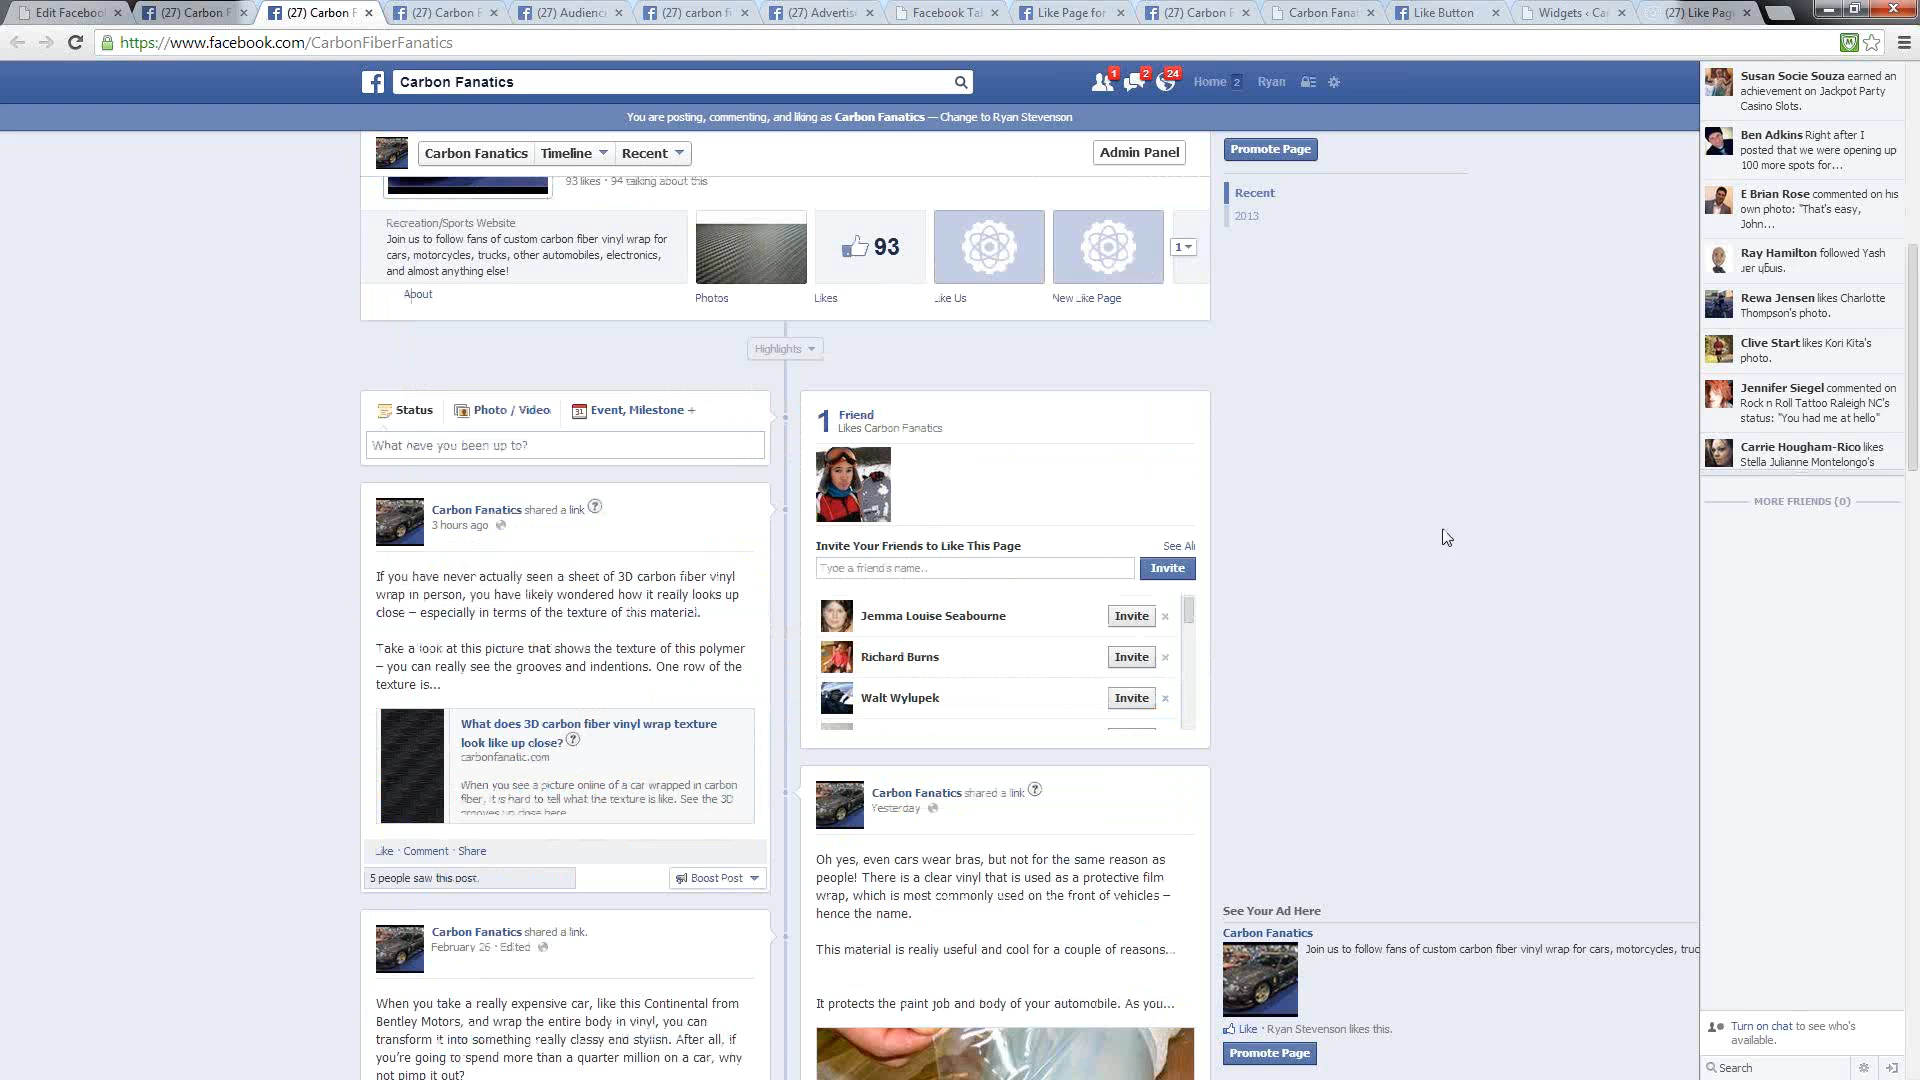 Edit Facebook
(27) Carbon F
(27) Carbon F
(27) Carbon F
(27) Audienc
(27) carbon fi
(27) Advertis
Facebook Tal
Like Page for
(27) Carbon F
Carbon Fanat
Like Button
Widgets ‹ Ca
(27) Like Pag
https://www.facebook.com/CarbonFiberFanatics
Carbon Fanatics
1
2
24
Home 2
Ryan
You are posting, commenting, and liking as Carbon Fanatics — Change to Ryan Stevenson
Carbon Fanatics
Timeline
Recent
Admin Panel
93 likes · 94 talking about this
Recreation/Sports Website
Join us to follow fans of custom carbon fiber vinyl wrap for
cars, motorcycles, trucks, other automobiles, electronics,
and almost anything else!
About
Photos
93
Likes
Like Us
New Like Page
1
Highlights
Status
Photo / Video
31 Event, Milestone +
What have you been up to?
Carbon Fanatics shared a link ?
3 hours ago
If you have never actually seen a sheet of 3D carbon fiber vinyl
wrap in person, you have likely wondered how it really looks up
close – especially in terms of the texture of this material.
Take a look at this picture that shows the texture of this polymer
– you can really see the grooves and indentions. One row of the
texture is...
What does 3D carbon fiber vinyl wrap texture
look like up close? ?
carbonfanatic.com
When you see a picture online of a car wrapped in carbon
fiber, it is hard to tell what the texture is like. See the 3D
grooves up close here.
Like · Comment · Share
5 people saw this post.
Boost Post
Carbon Fanatics shared a link.
February 26 · Edited
When you take a really expensive car, like this Continental from
Bentley Motors, and wrap the entire body in vinyl, you can
transform it into something really classy and stylish. After all, if
you're going to spend more than a quarter million on a car, why
not pimp it out?
1 Friend
Likes Carbon Fanatics
Invite Your Friends to Like This Page
See All
Type a friend's name...
Invite
Jemma Louise Seabourne
Invite ×
Richard Burns
Invite ×
Walt Wylupek
Invite ×
Carbon Fanatics shared a link ?
Yesterday
Oh yes, even cars wear bras, but not for the same reason as
people! There is a clear vinyl that is used as a protective film
wrap, which is most commonly used on the front of vehicles –
hence the name.
This material is really useful and cool for a couple of reasons...
It protects the paint job and body of your automobile. As you...
Promote Page
Recent
2013
See Your Ad Here
Carbon Fanatics
Join us to follow fans of custom carbon fiber vinyl wrap for cars, motorcycles, truc
Like · Ryan Stevenson likes this.
Promote Page
Susan Socie Souza earned an
achievement on Jackpot Party
Casino Slots.
Ben Adkins Right after I
posted that we were opening up
100 more spots for...
E Brian Rose commented on his
own photo: "That's easy,
John...
Ray Hamilton followed Yash
Rewa Jensen likes Charlotte
Thompson's photo.
Clive Start likes Kori Kita's
photo.
Jennifer Siegel commented on
Rock n Roll Tattoo Raleigh NC's
status: "You had me at hello"
Carrie Hougham-Rico likes
Stella Julianne Montelongo's
MORE FRIENDS (0)
Turn on chat to see who's
available.
Search